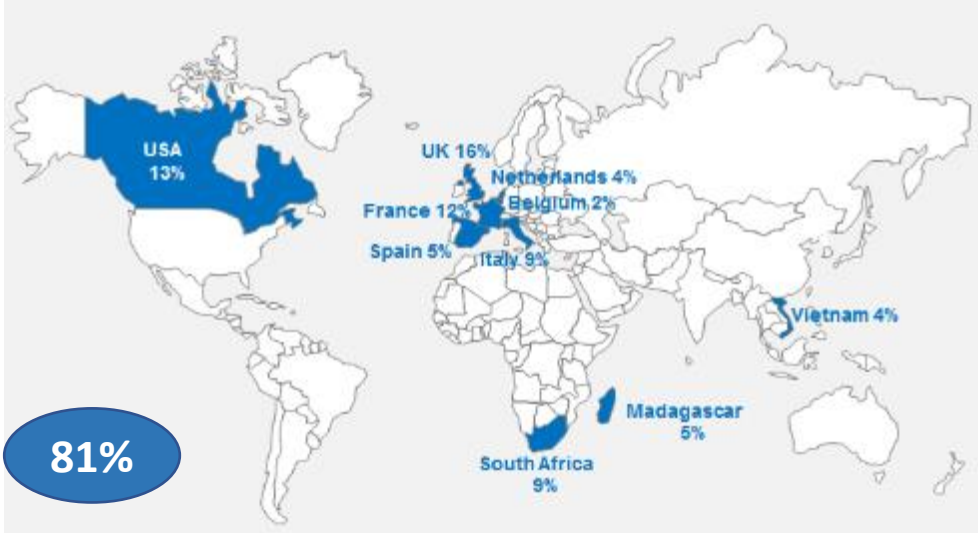 USA
13%
UK 16%
Netherlands 4%
Belgium 2%
France 12%
Spain 5%
Italy 9%
Vietnam 4%
Madagascar
5%
South Africa
9%
81%